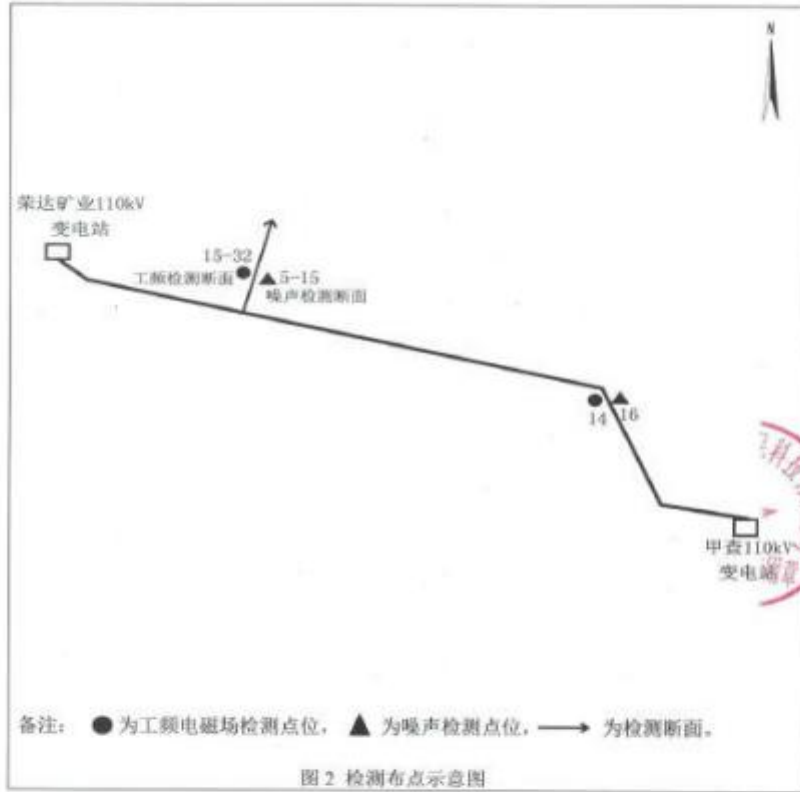 N
荣达矿业110kV
变电站
15-32
工频检测断面
5-15
噪声检测断面
14
16
甲查110kV
变电站
备注： ● 为工频电磁场检测点位， ▲ 为噪声检测点位， → 为检测断面。
图 2 检测布点示意图